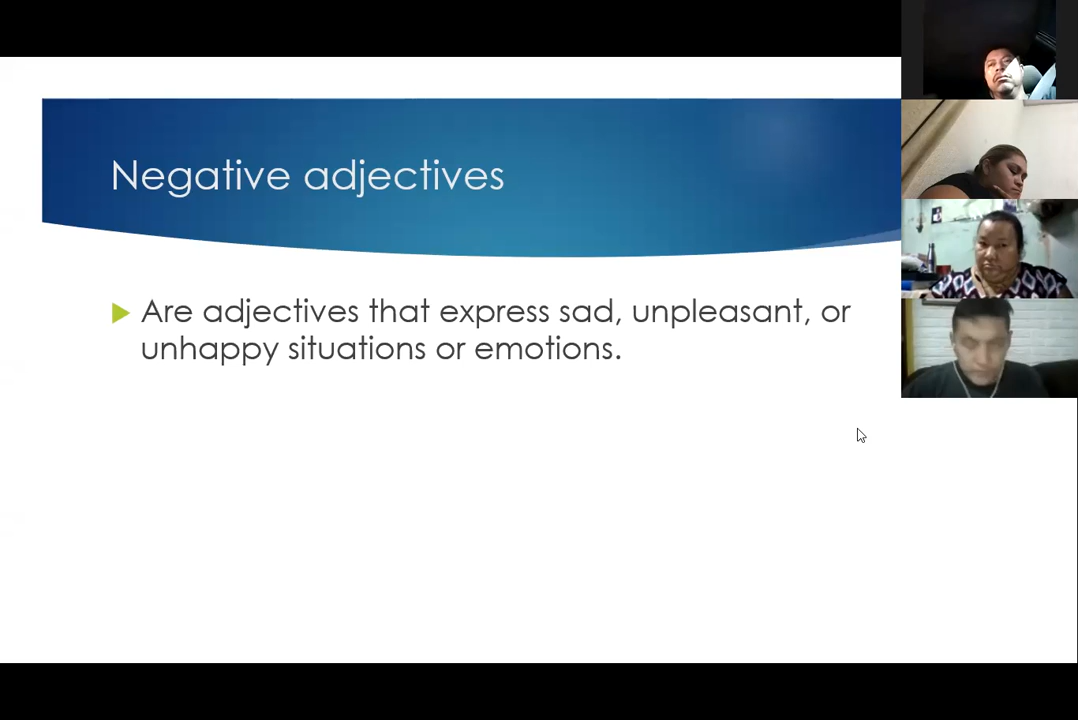 Negative adjectives
Are adjectives that express sad, unpleasant, or
unhappy situations or emotions.